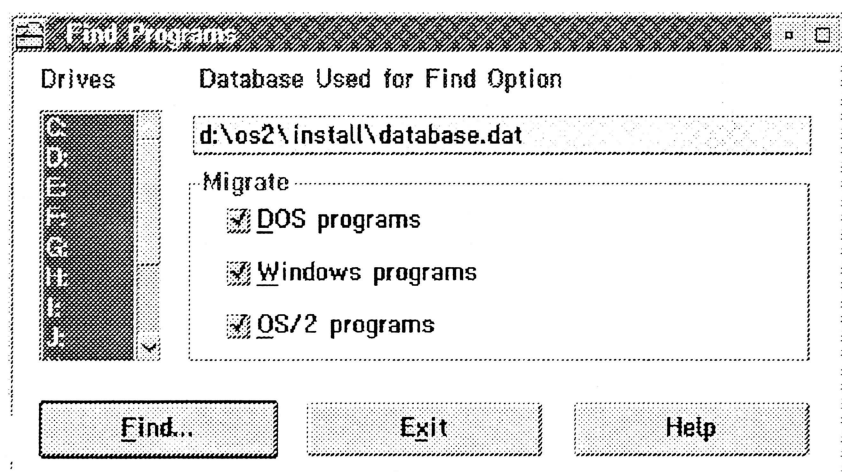 Find Programs
Drives
Database Used for Find Option
C:
D:
E:
F:
G:
H:
I:
J:
d:\os2\install\database.dat
Migrate
DOS programs
Windows programs
OS/2 programs
Find...
Exit
Help